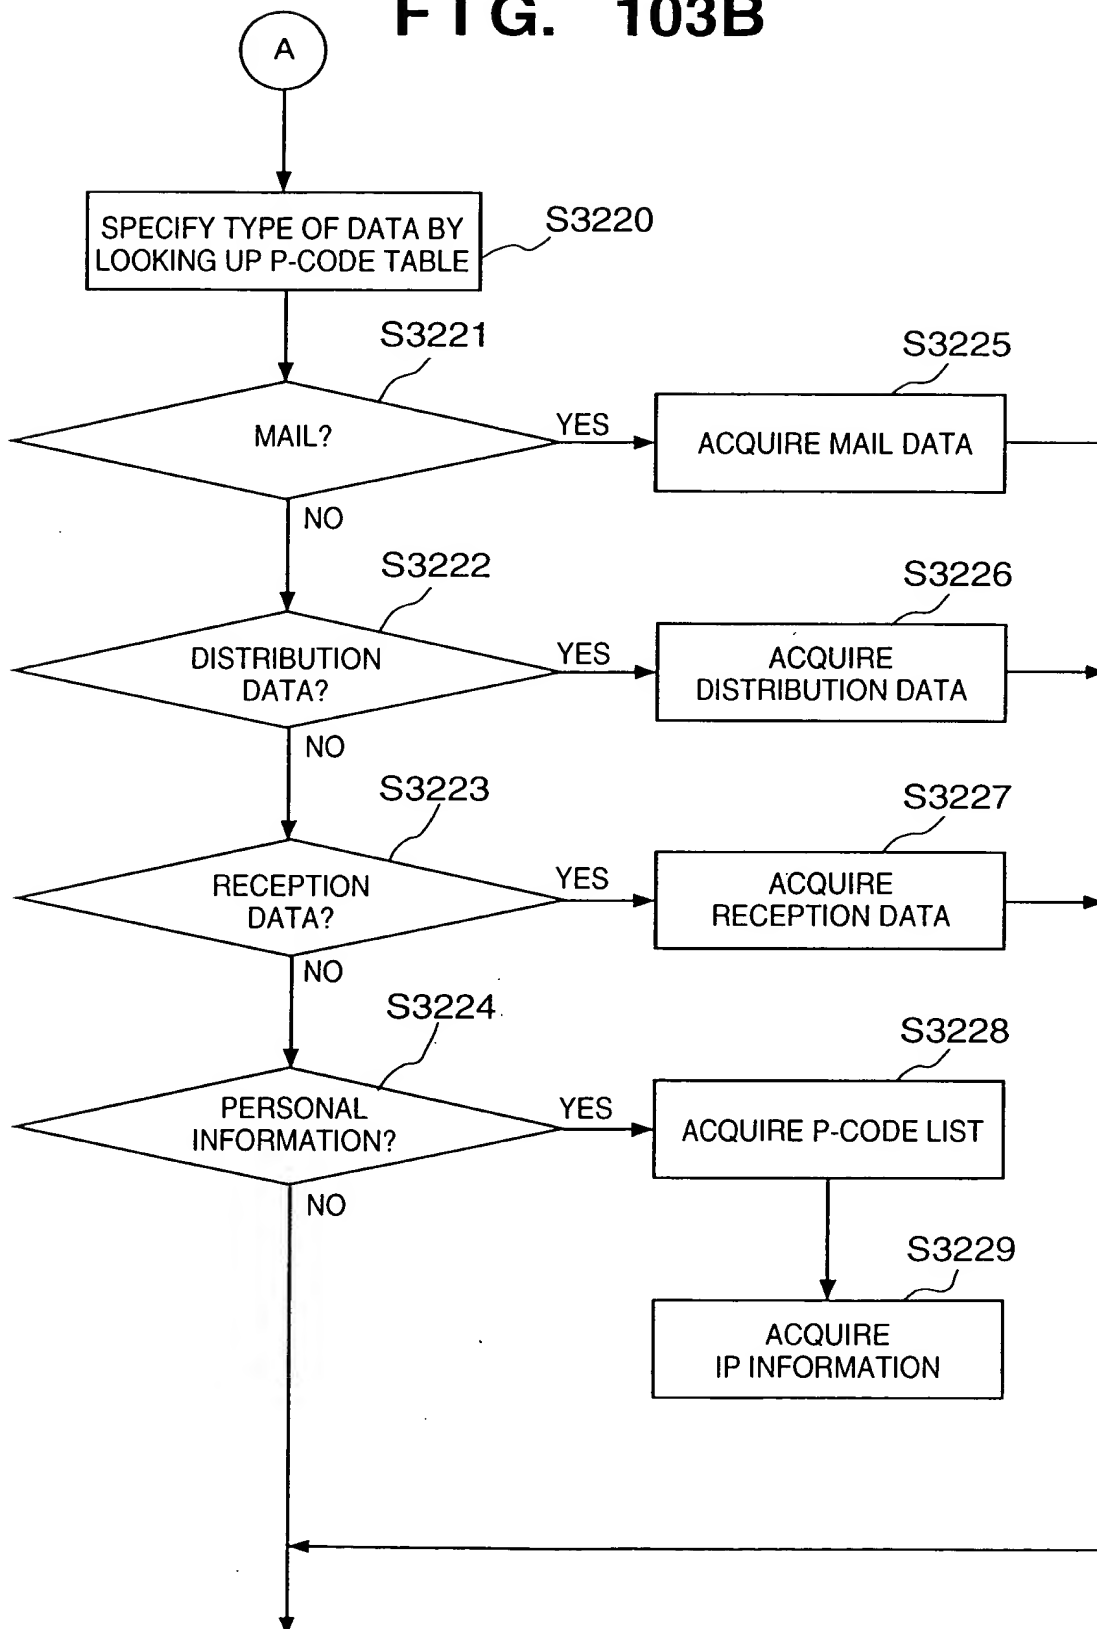 FIG. 103B
A
SPECIFY TYPE OF DATA BY
LOOKING UP P-CODE TABLE
S3220
S3221
MAIL?
YES
NO
S3225
ACQUIRE MAIL DATA
S3222
DISTRIBUTION
DATA?
YES
NO
S3226
ACQUIRE
DISTRIBUTION DATA
S3223
RECEPTION
DATA?
YES
NO
S3227
ACQUIRE
RECEPTION DATA
S3224
PERSONAL
INFORMATION?
YES
NO
S3228
ACQUIRE P-CODE LIST
S3229
ACQUIRE
IP INFORMATION